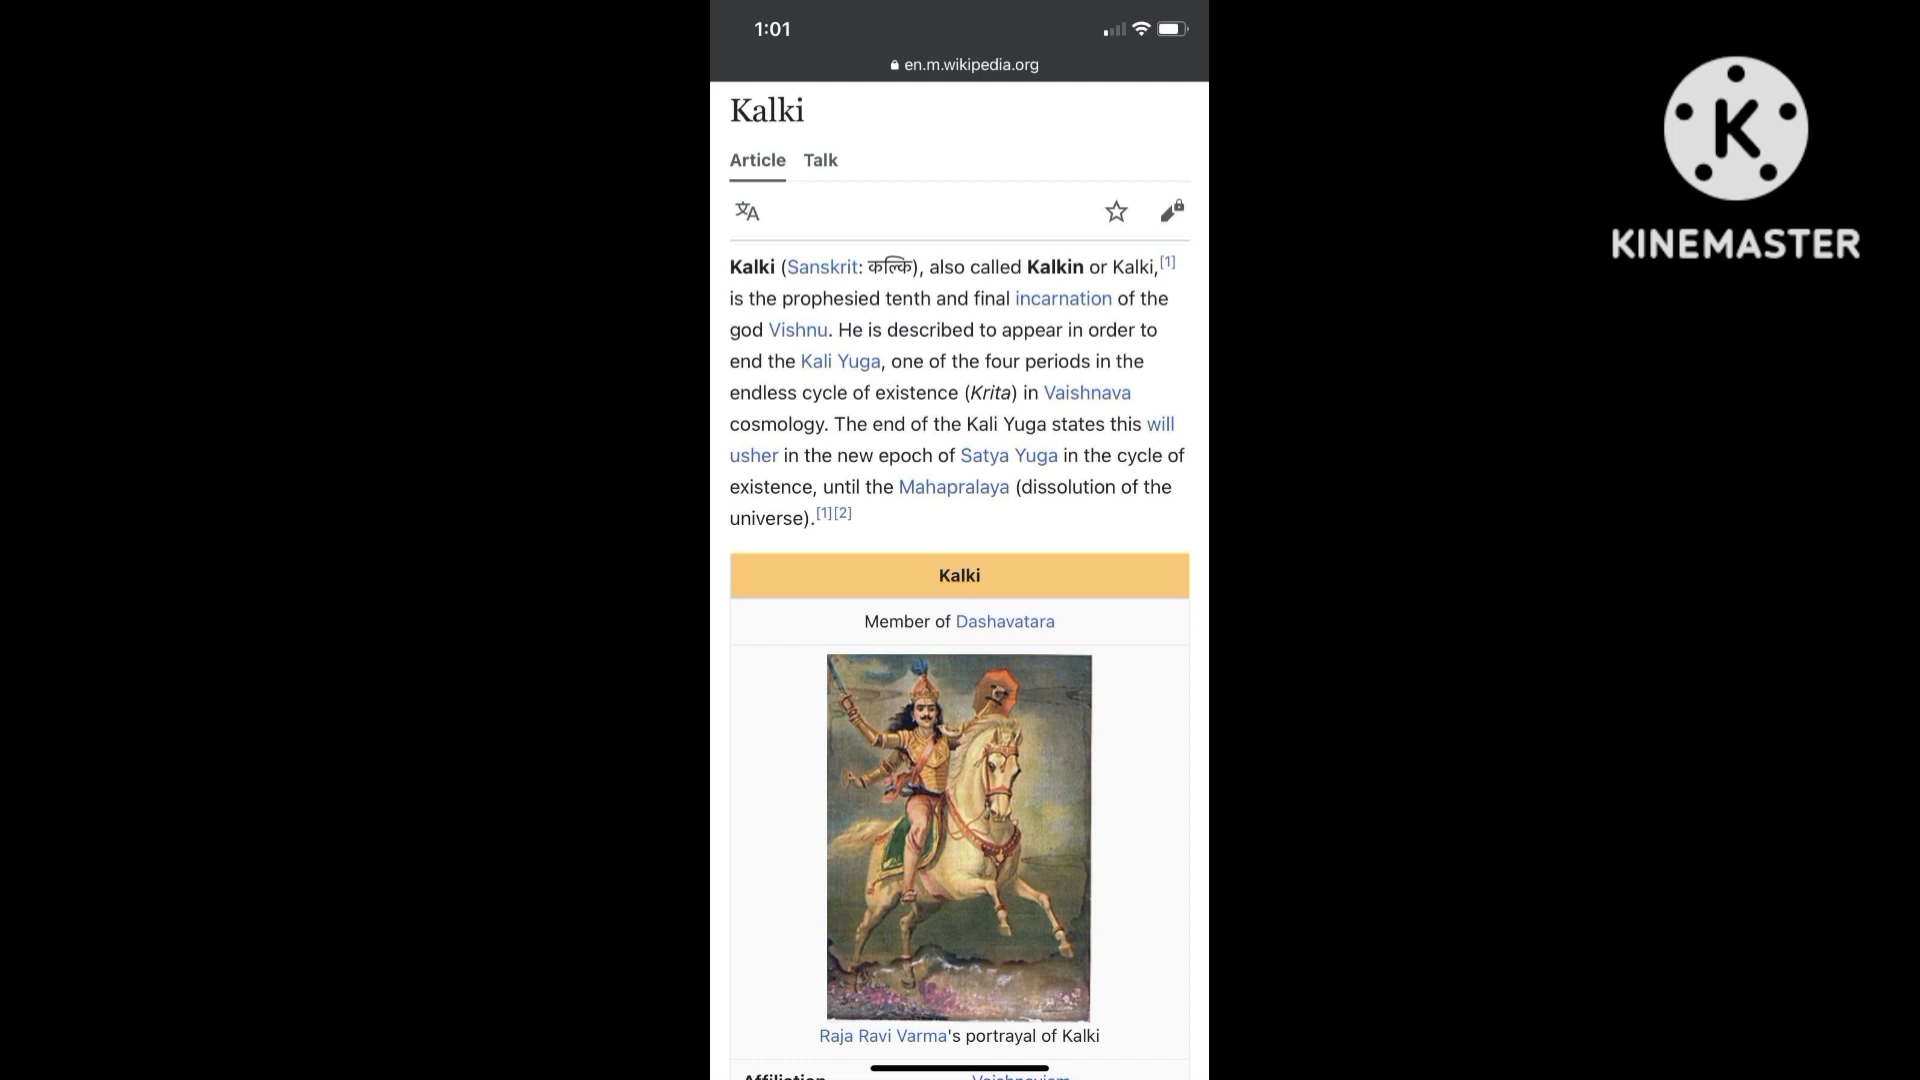 1:01
en.m.wikipedia.org
Kalki
Article Talk
Kalki (Sanskrit: कल्कि), also called Kalkin or Kalki,[1]
is the prophesied tenth and final incarnation of the
god Vishnu. He is described to appear in order to
end the Kali Yuga, one of the four periods in the
endless cycle of existence (Krita) in Vaishnava
cosmology. The end of the Kali Yuga states this will
usher in the new epoch of Satya Yuga in the cycle of
existence, until the Mahapralaya (dissolution of the
universe).[1][2]
Kalki
Member of Dashavatara
Raja Ravi Varma's portrayal of Kalki
Affiliation Vaishnavism
K
KINEMASTER